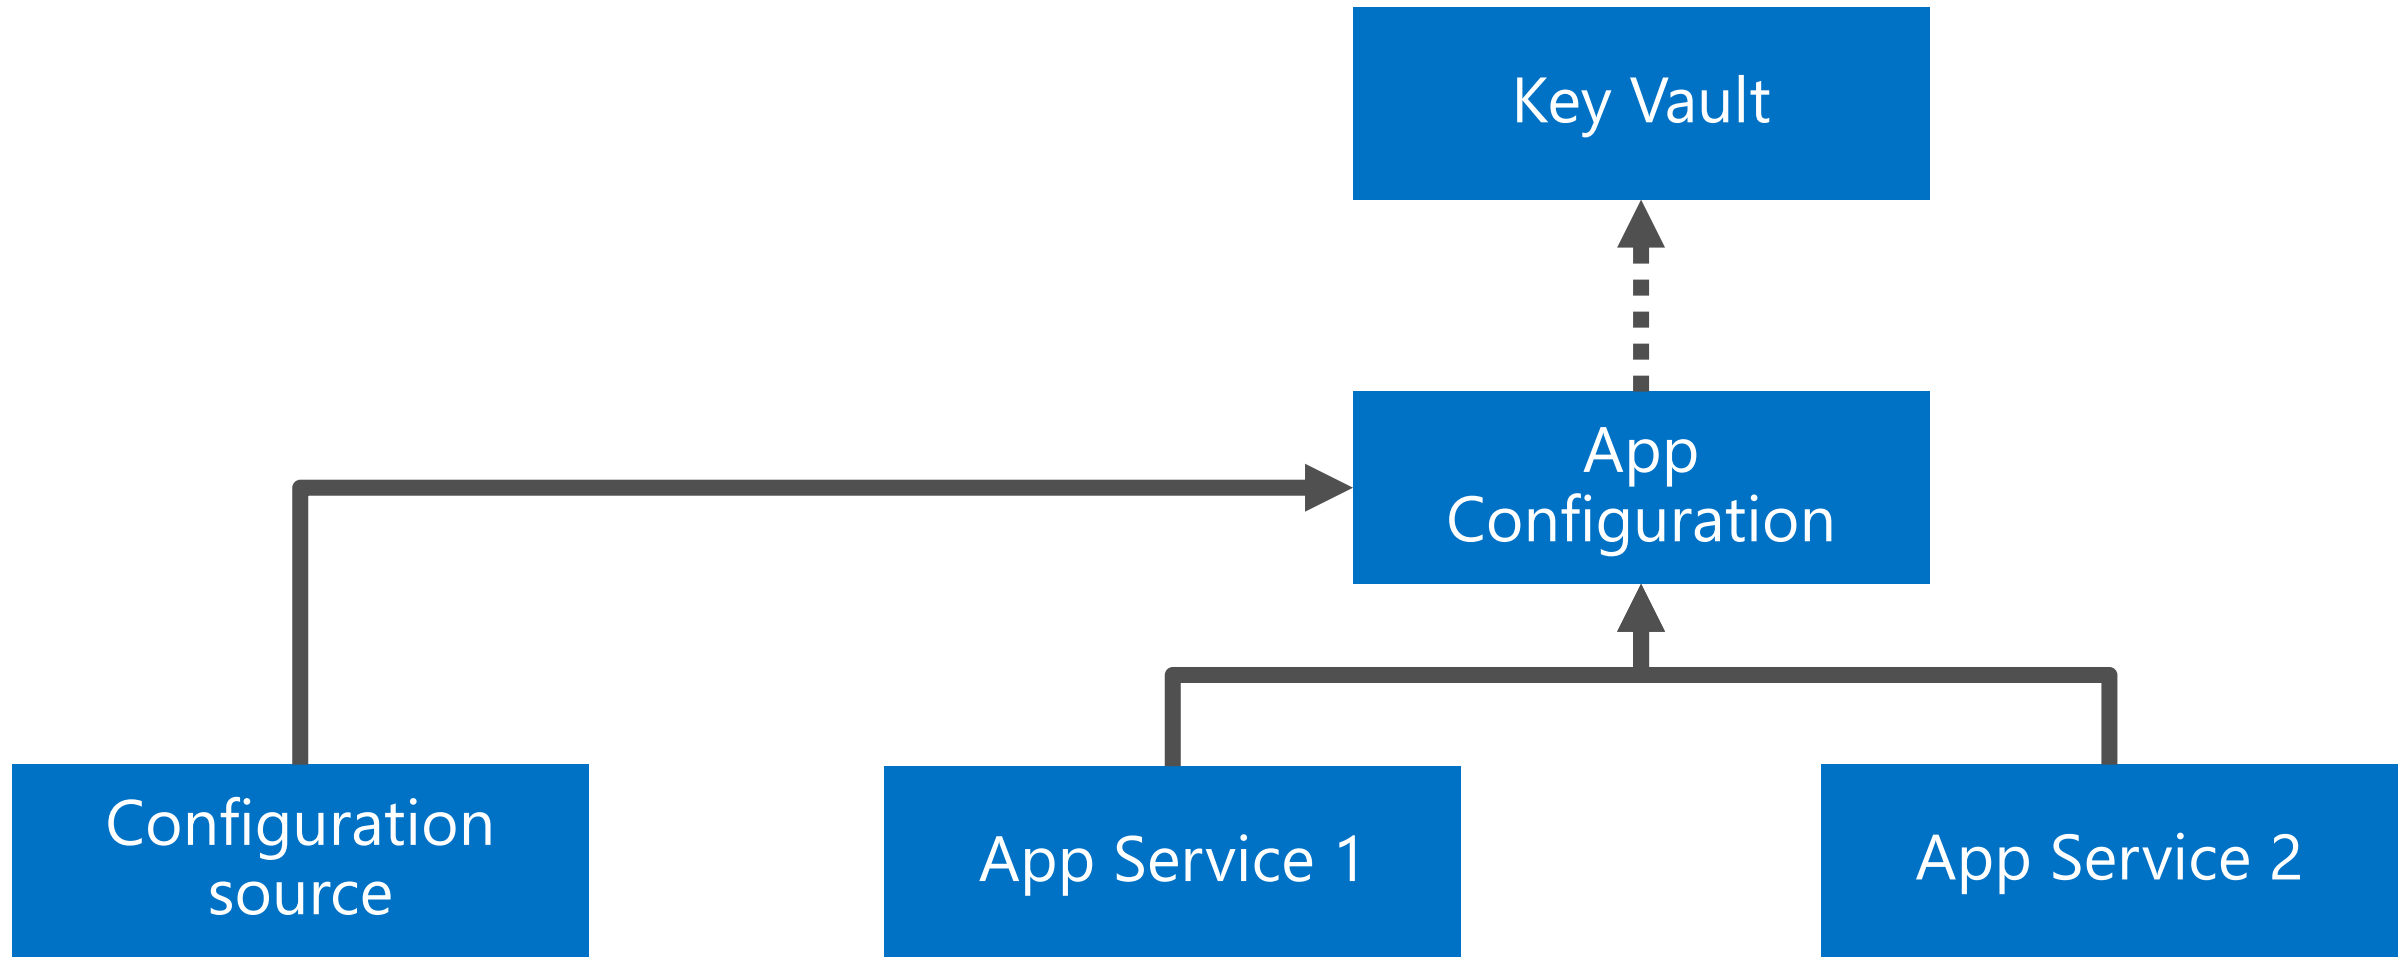 Key Vault
App
Configuration
Configuration
source
App Service 1
App Service 2